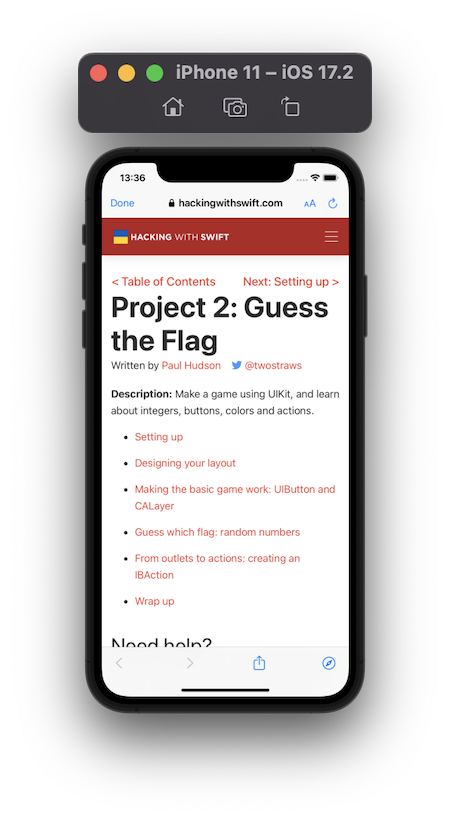 iPhone 11 – iOS 17.2
13:36
Done
hackingwithswift.com
AA
HACKING WITH SWIFT
< Table of Contents
Next: Setting up >
Project 2: Guess
the Flag
Written by Paul Hudson @twostraws
Description: Make a game using UIKit, and learn
about integers, buttons, colors and actions.
Setting up
Designing your layout
Making the basic game work: UIButton and
CALayer
Guess which flag: random numbers
From outlets to actions: creating an
IBAction
Wrap up
Need help?